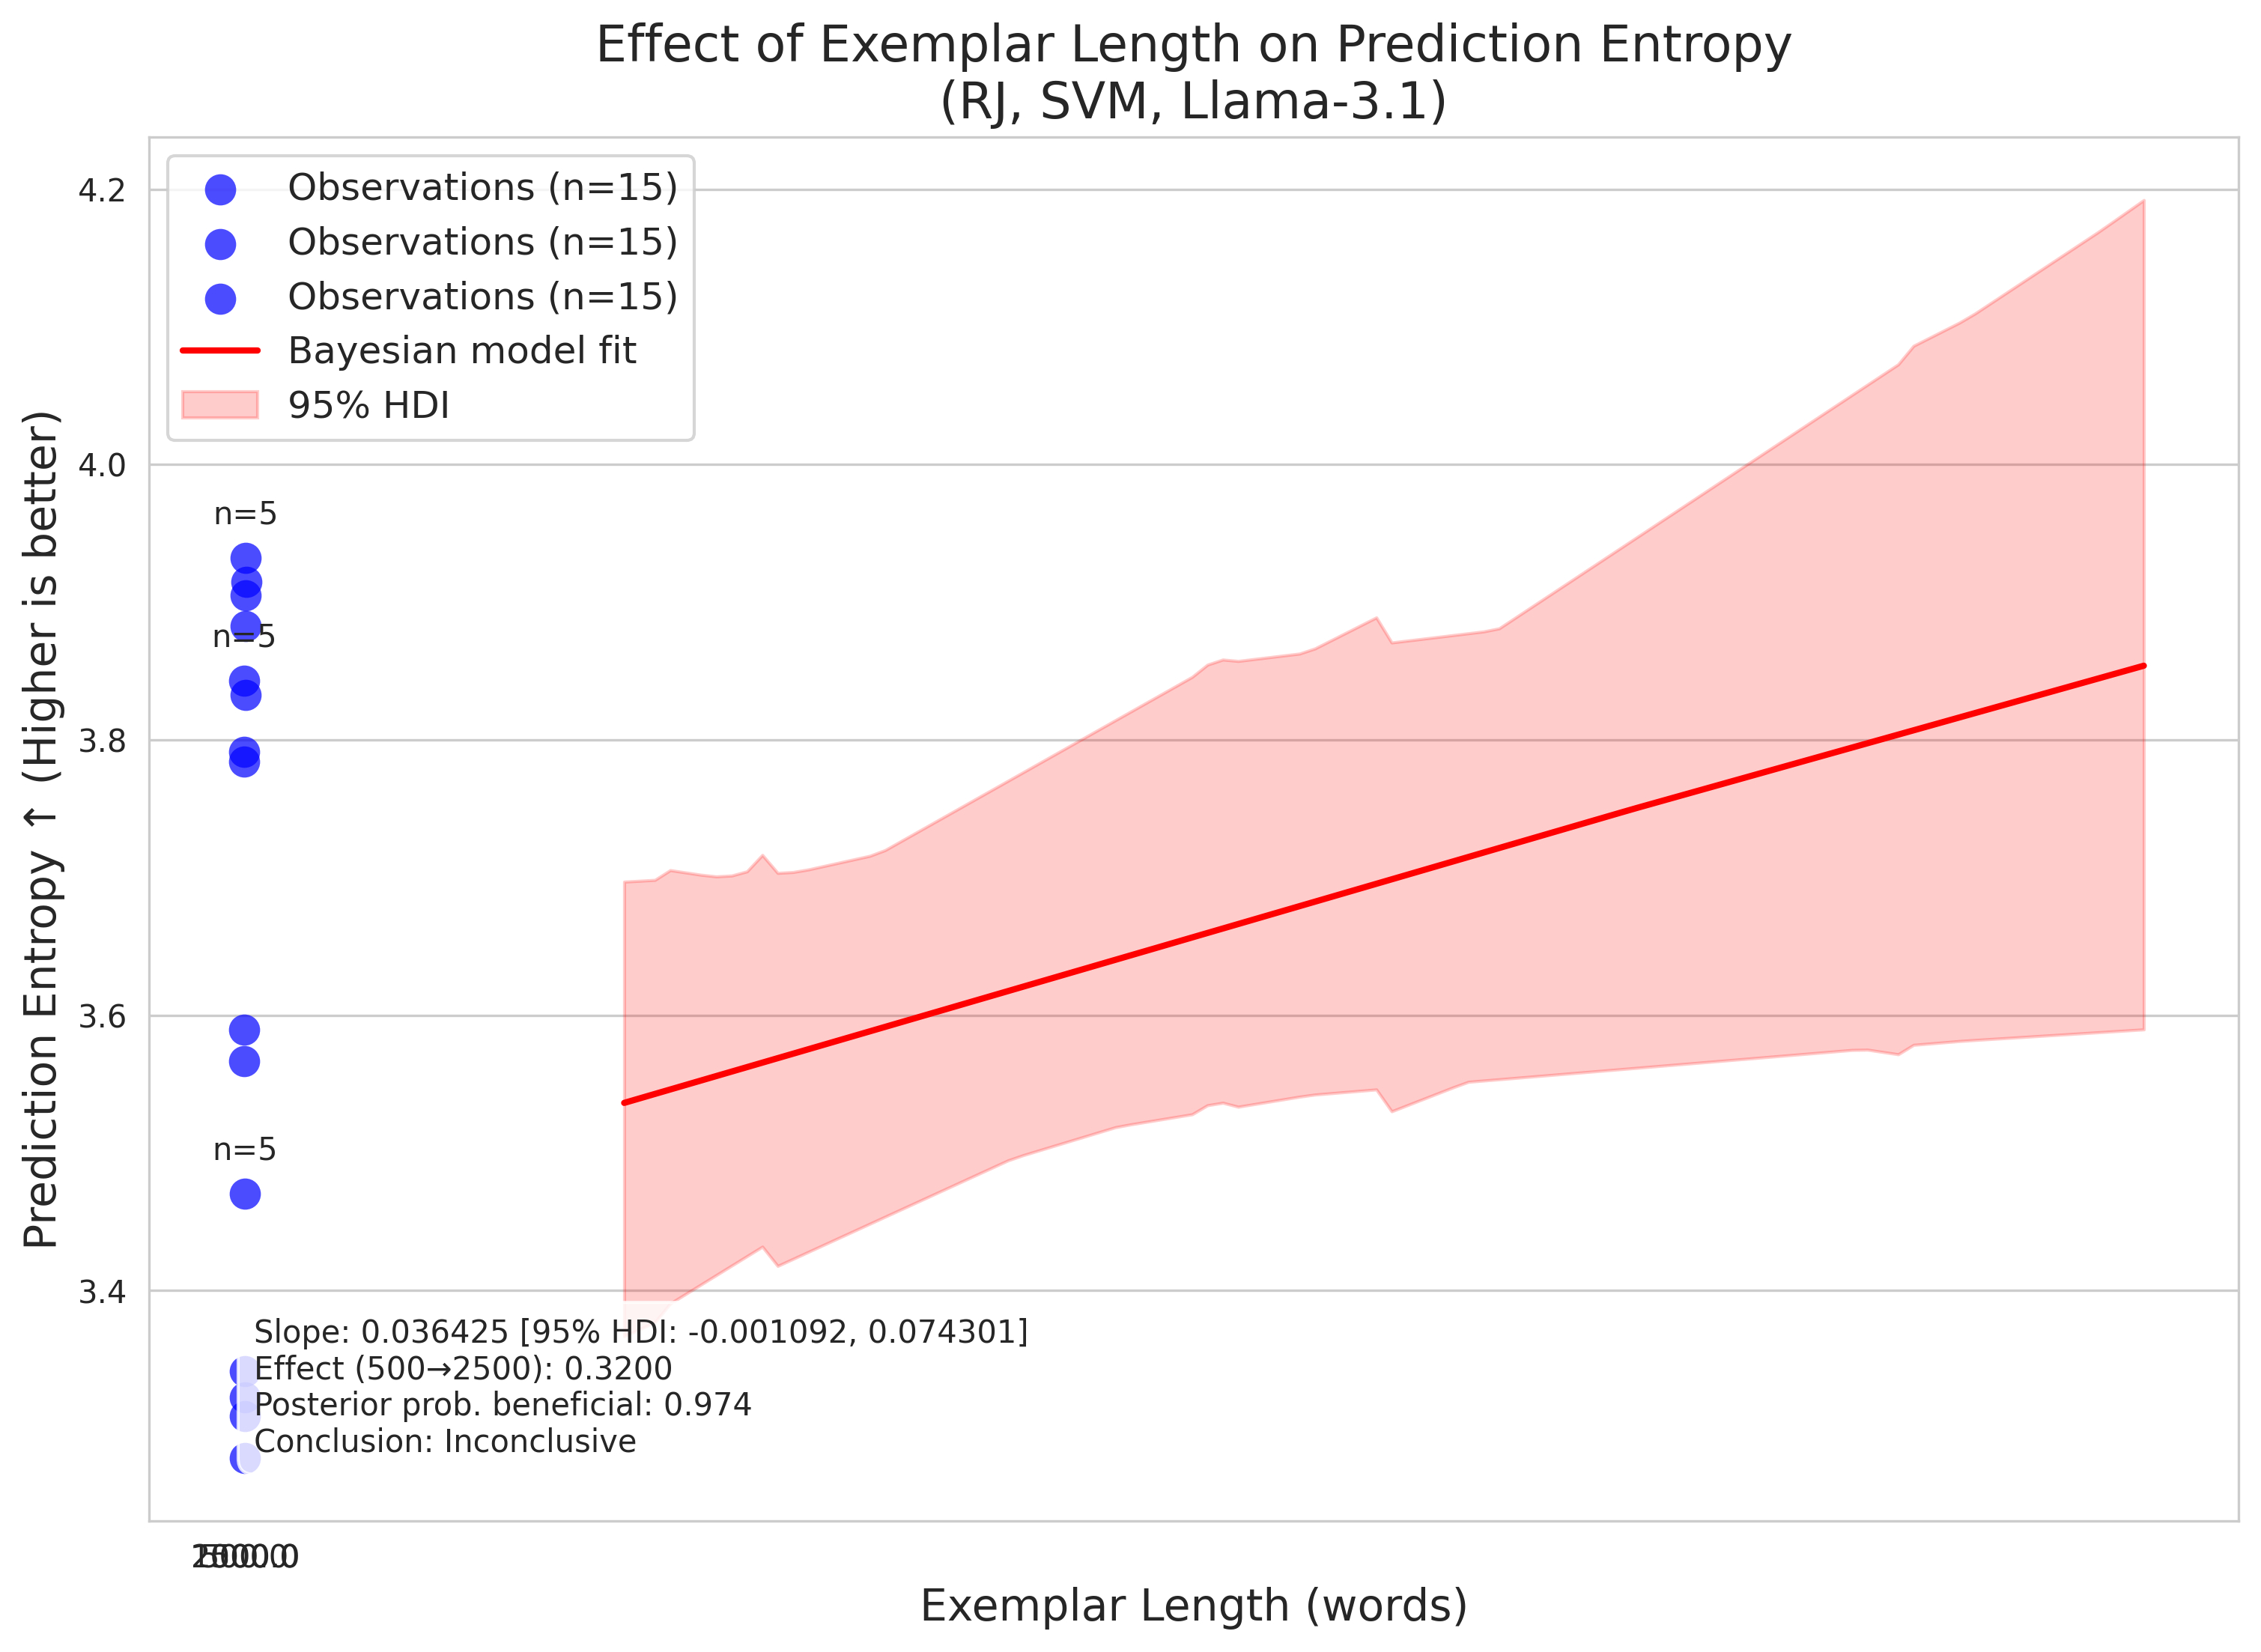 Effect of Exemplar Length on Prediction Entropy
(RJ, SVM, Llama-3.1)
Observations (n=15)
Observations (n=15)
Observations (n=15)
Bayesian model fit
95% HDI
Prediction Entropy ↑ (Higher is better)
4.2
4.0
3.8
3.6
3.4
n=5
n=5
n=5
Slope: 0.036425 [95% HDI: -0.001092, 0.074301]
Effect (500→2500): 0.3200
Posterior prob. beneficial: 0.974
Conclusion: Inconclusive
Exemplar Length (words)